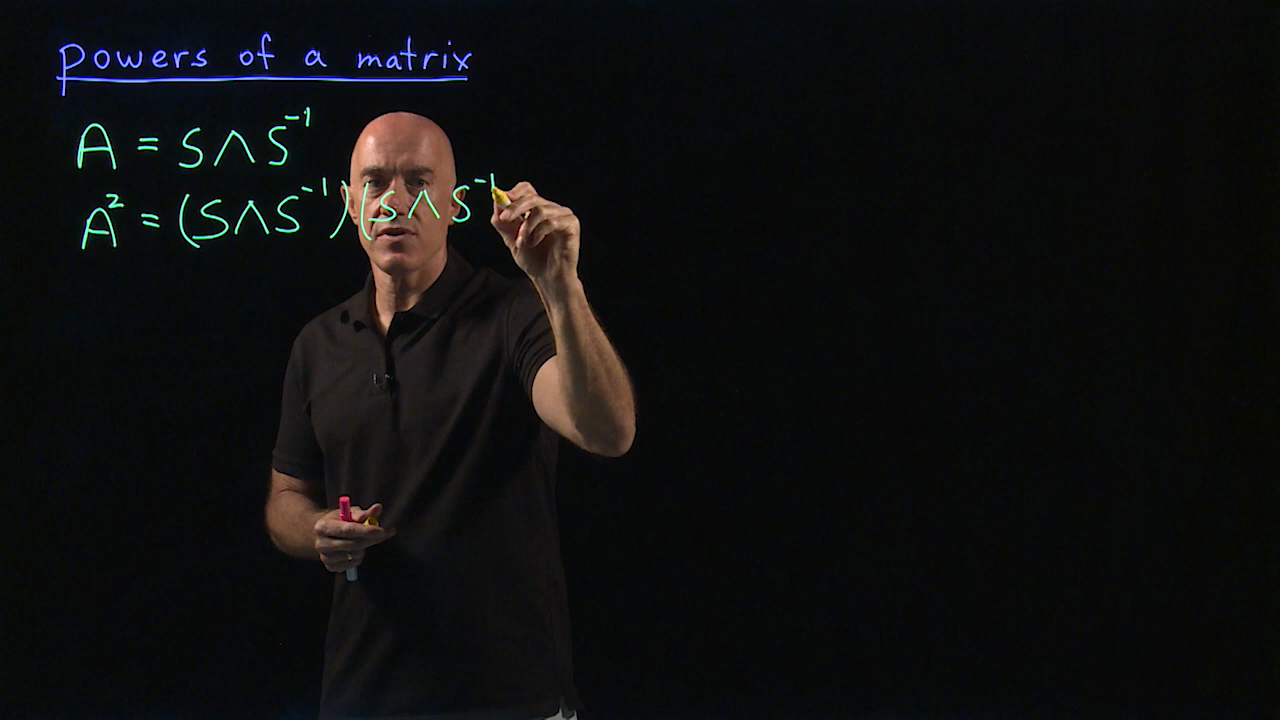 powers of a matrix
A = SΛS⁻¹
A² = (SΛS⁻¹)(SΛS⁻¹